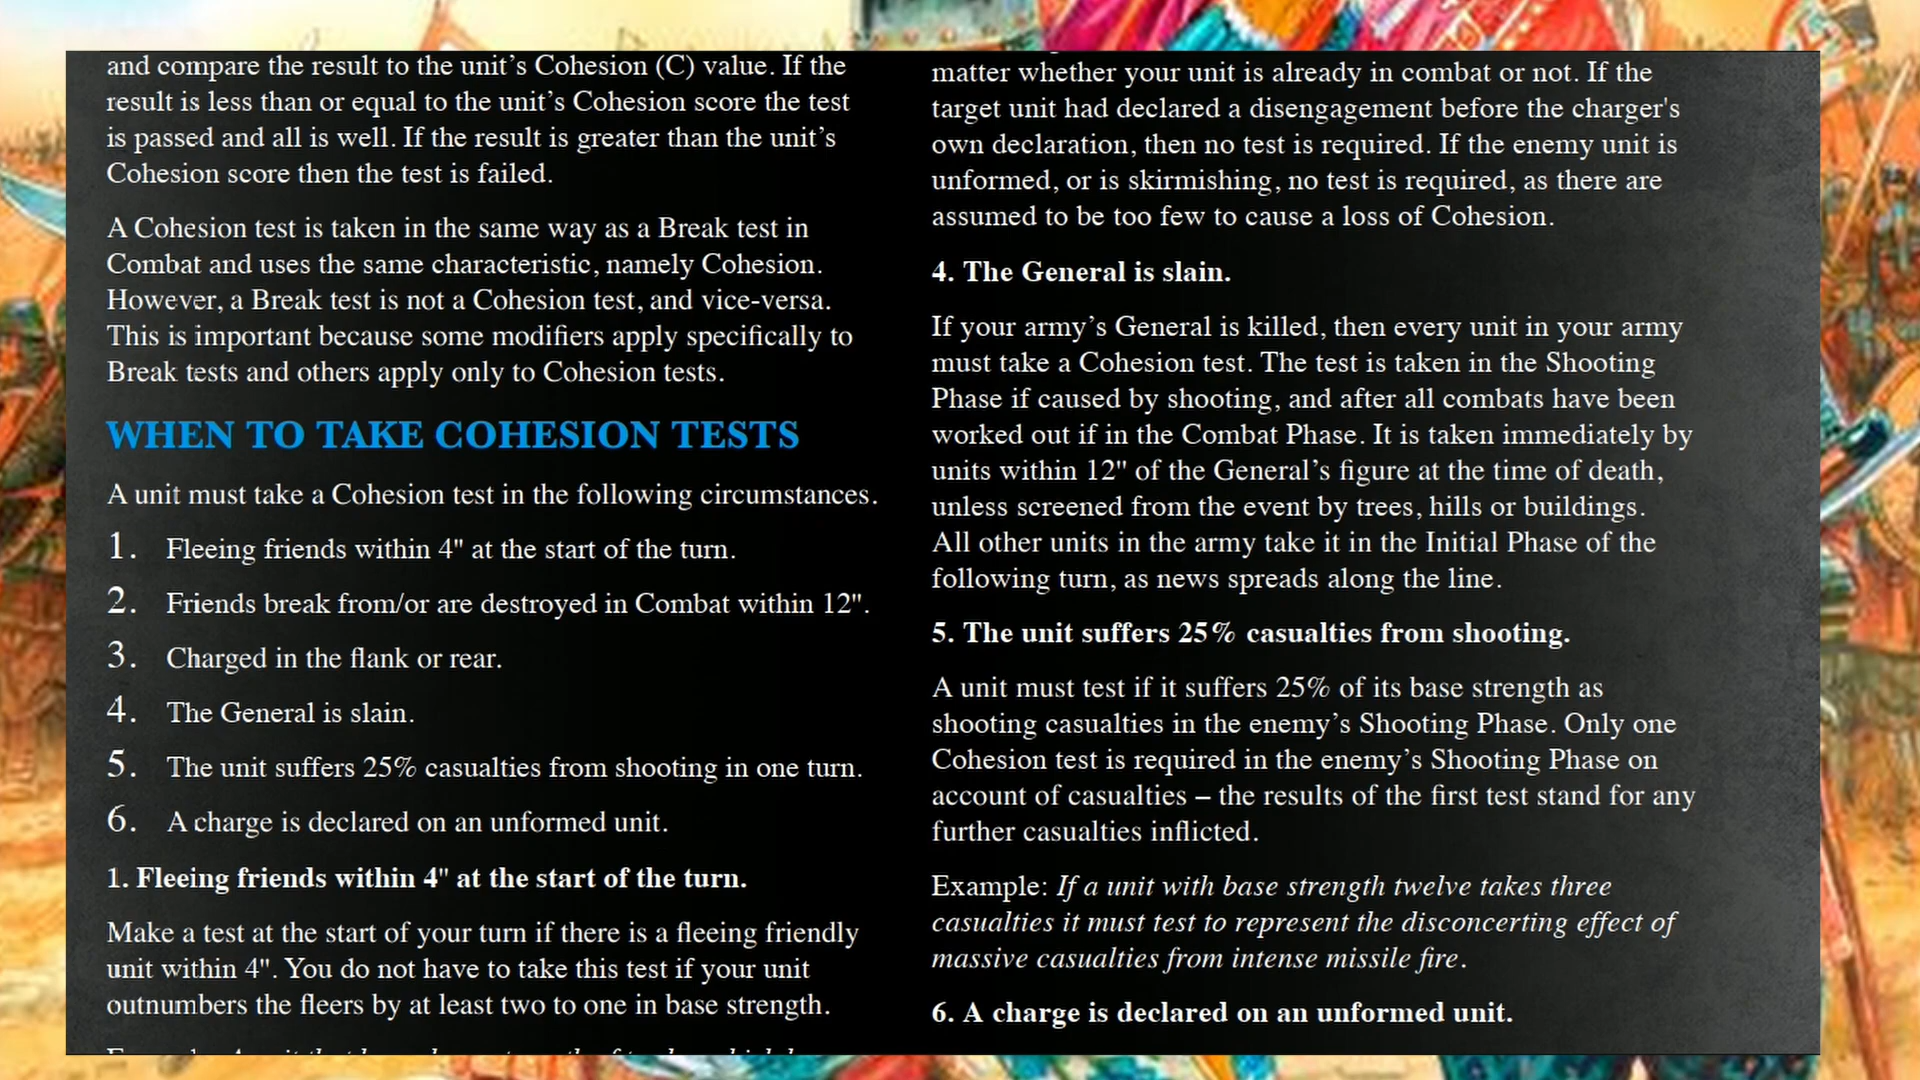 and compare the result to the unit’s Cohesion (C) value. If the
result is less than or equal to the unit’s Cohesion score the test
is passed and all is well. If the result is greater than the unit’s
Cohesion score then the test is failed.
A Cohesion test is taken in the same way as a Break test in
Combat and uses the same characteristic, namely Cohesion.
However, a Break test is not a Cohesion test, and vice-versa.
This is important because some modifiers apply specifically to
Break tests and others apply only to Cohesion tests.
WHEN TO TAKE COHESION TESTS
A unit must take a Cohesion test in the following circumstances.
1. Fleeing friends within 4" at the start of the turn.
2. Friends break from/or are destroyed in Combat within 12".
3. Charged in the flank or rear.
4. The General is slain.
5. The unit suffers 25% casualties from shooting in one turn.
6. A charge is declared on an unformed unit.
1. Fleeing friends within 4" at the start of the turn.
Make a test at the start of your turn if there is a fleeing friendly
unit within 4". You do not have to take this test if your unit
outnumbers the fleers by at least two to one in base strength.
matter whether your unit is already in combat or not. If the
target unit had declared a disengagement before the charger's
own declaration, then no test is required. If the enemy unit is
unformed, or is skirmishing, no test is required, as there are
assumed to be too few to cause a loss of Cohesion.
4. The General is slain.
If your army’s General is killed, then every unit in your army
must take a Cohesion test. The test is taken in the Shooting
Phase if caused by shooting, and after all combats have been
worked out if in the Combat Phase. It is taken immediately by
units within 12" of the General’s figure at the time of death,
unless screened from the event by trees, hills or buildings.
All other units in the army take it in the Initial Phase of the
following turn, as news spreads along the line.
5. The unit suffers 25% casualties from shooting.
A unit must test if it suffers 25% of its base strength as
shooting casualties in the enemy’s Shooting Phase. Only one
Cohesion test is required in the enemy’s Shooting Phase on
account of casualties – the results of the first test stand for any
further casualties inflicted.
Example: If a unit with base strength twelve takes three
casualties it must test to represent the disconcerting effect of
massive casualties from intense missile fire.
6. A charge is declared on an unformed unit.